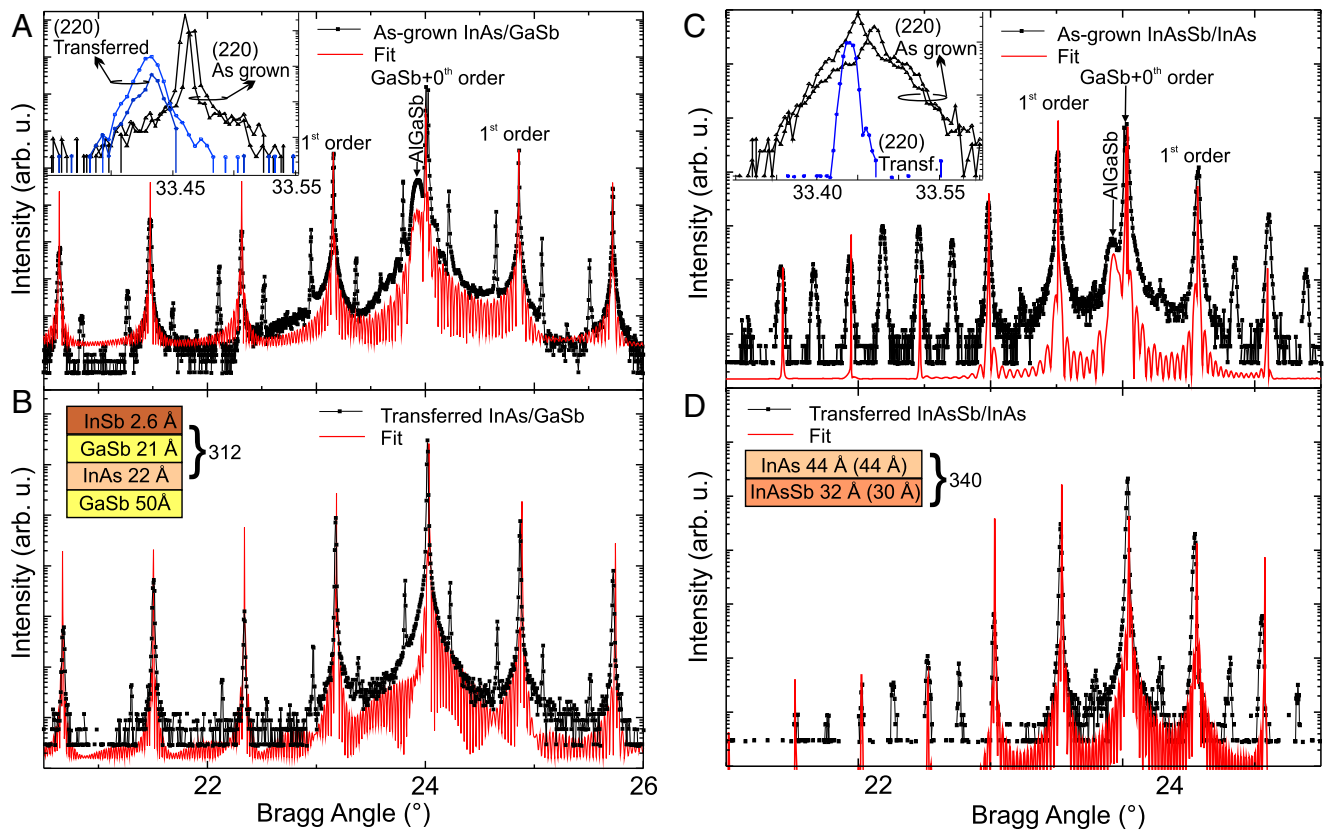 A
(220)
Transferred
(220)
As grown
33.45
33.55
As-grown InAs/GaSb
Fit
GaSb+0th order
AlGaSb
1st order
1st order
Intensity (arb. u.)
B
InSb 2.6 Å
GaSb 21 Å
InAs 22 Å
GaSb 50Å
312
Transferred InAs/GaSb
Fit
Intensity (arb. u.)
22
24
26
Bragg Angle (°)
C
(220)
As grown
(220)
Transf.
33.40
33.55
As-grown InAsSb/InAs
Fit
GaSb+0th order
1st order
AlGaSb
1st order
Intensity (arb. u.)
D
Transferred InAsSb/InAs
Fit
InAs 44 Å (44 Å)
InAsSb 32 Å (30 Å)
340
Intensity (arb. u.)
22
24
Bragg Angle (°)